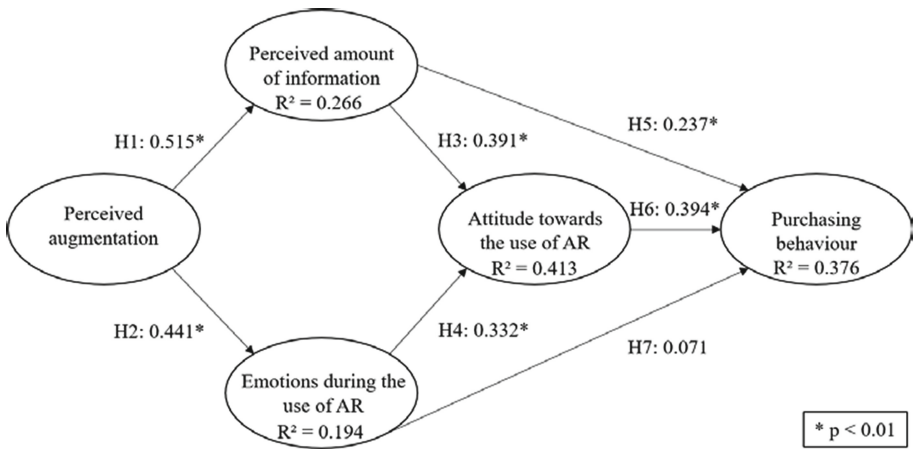 Perceived amount
of information
R² = 0.266
H1: 0.515*
H3: 0.391*
H5: 0.237*
Perceived
augmentation
Attitude towards
the use of AR
R² = 0.413
H6: 0.394*
Purchasing
behaviour
R² = 0.376
H2: 0.441*
H4: 0.332*
H7: 0.071
Emotions during the
use of AR
R² = 0.194
* p < 0.01